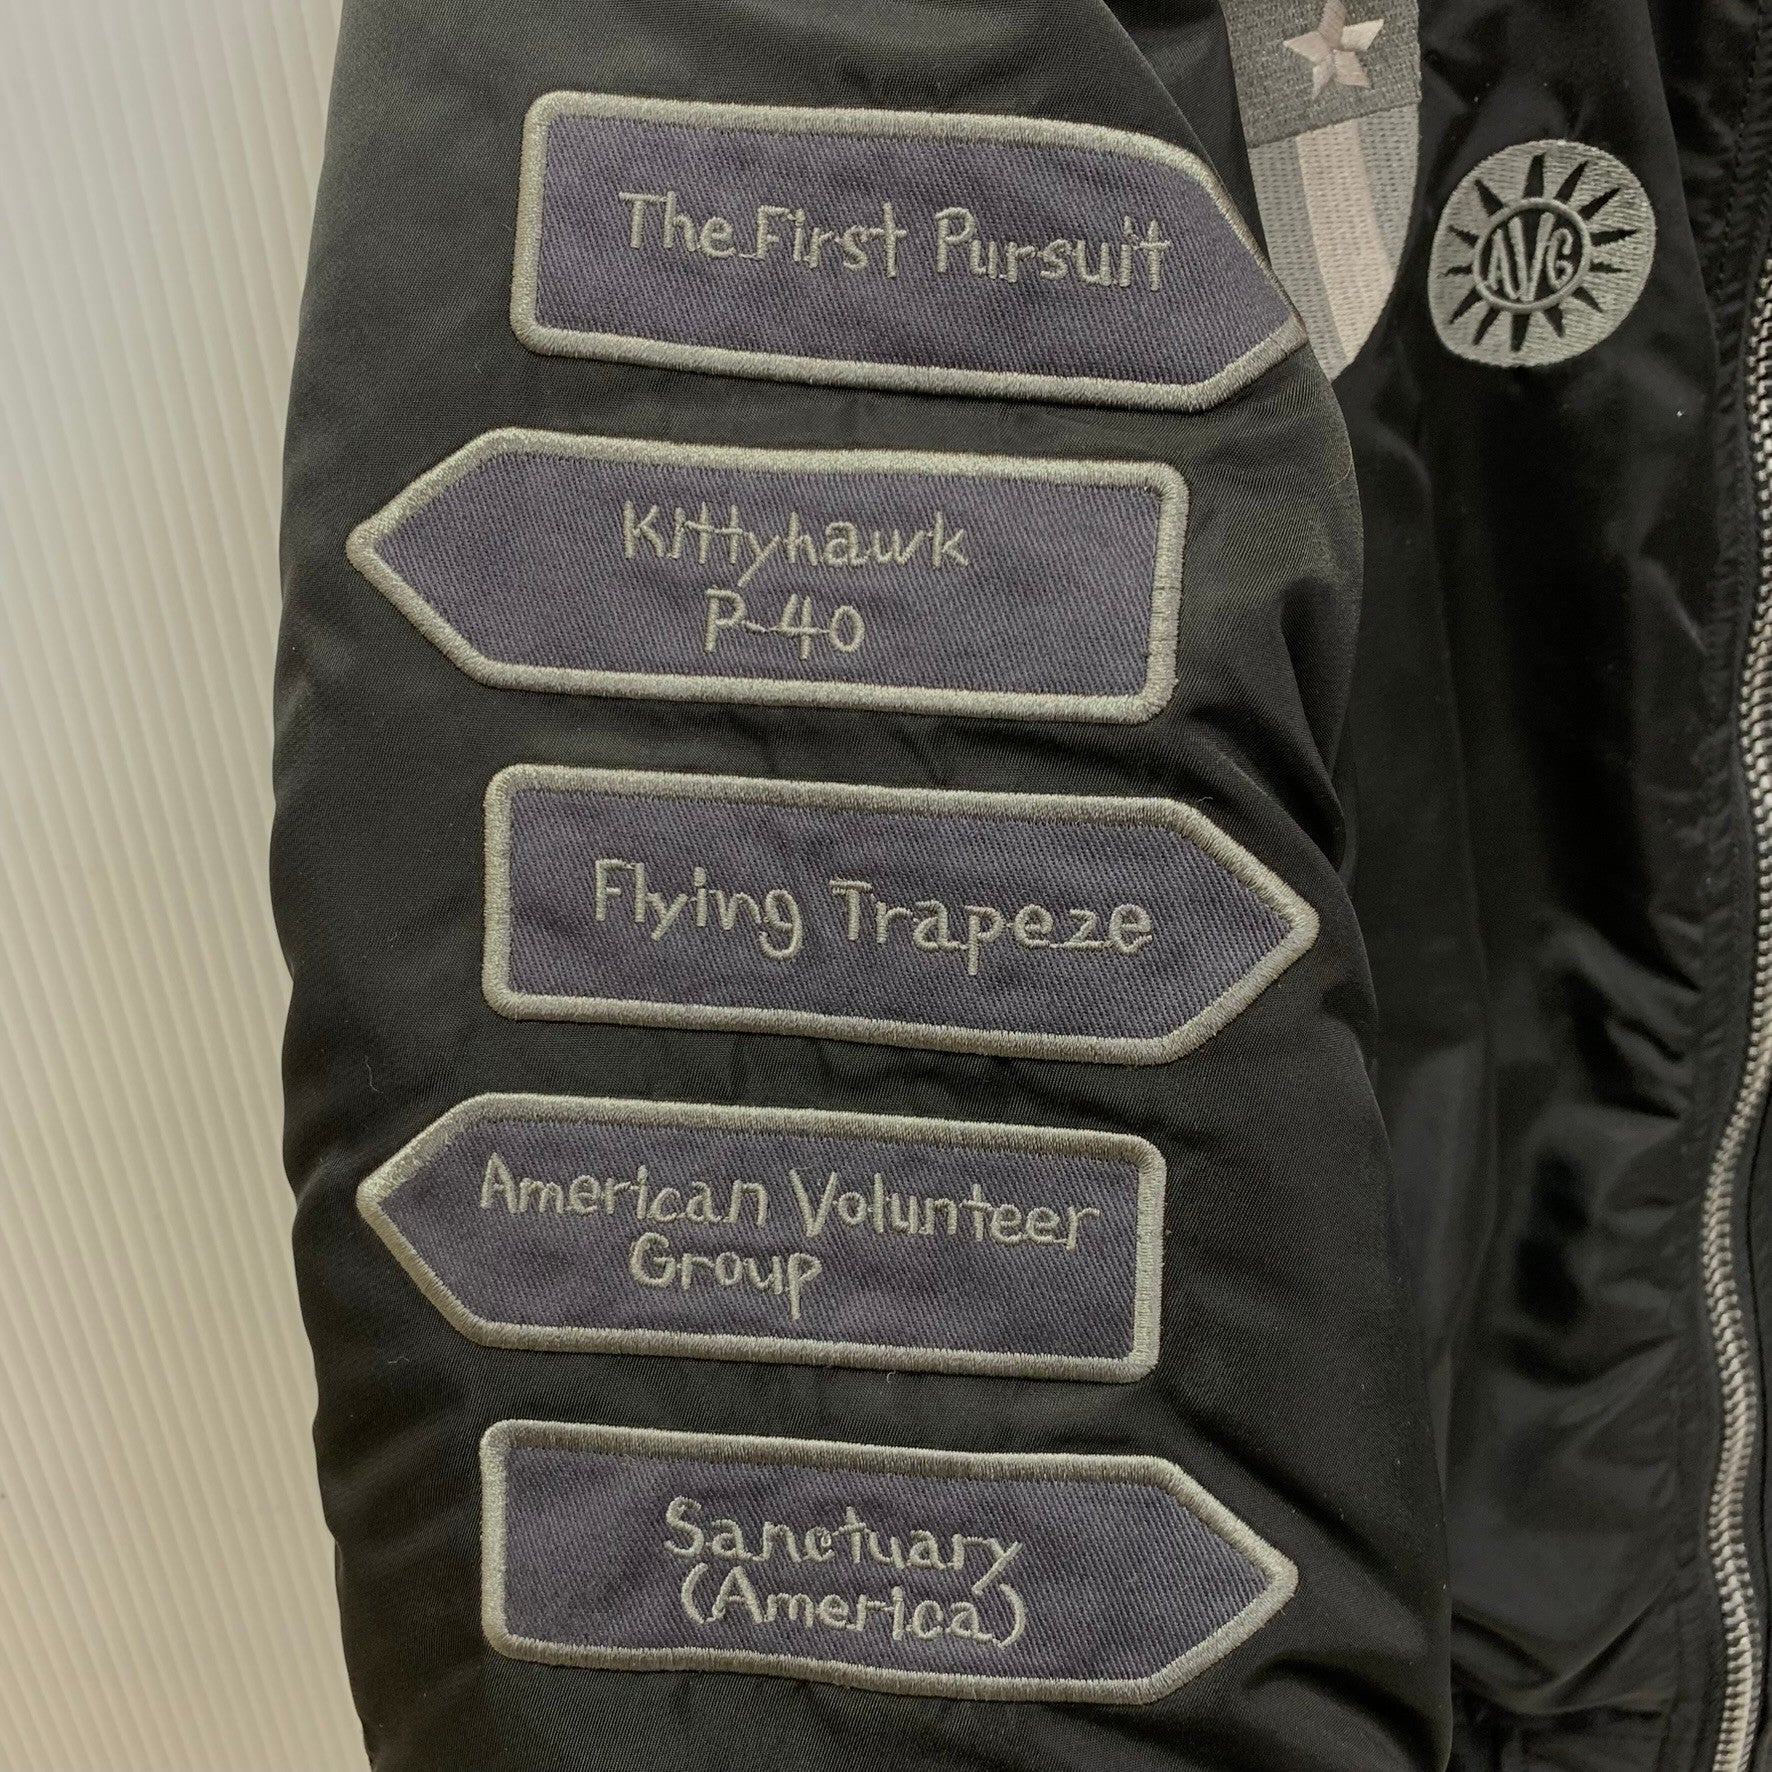 The First Pursuit
AVG
Kittyhawk
P-40
Flying Trapeze
American Volunteer
Group
Sanctuary
(America)